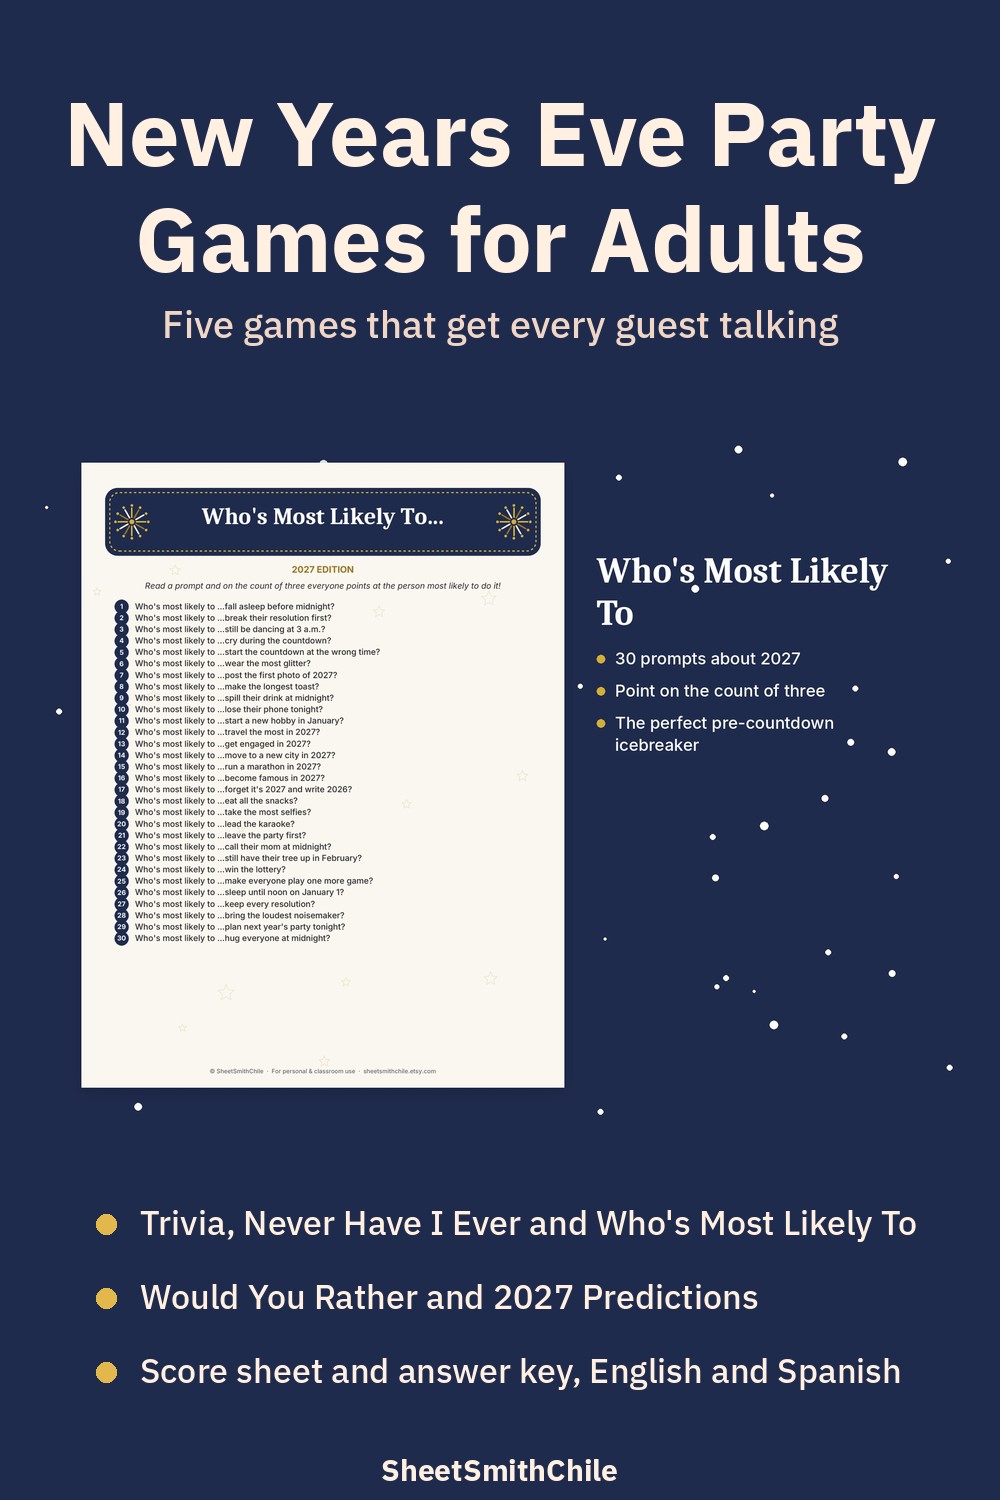 New Years Eve Party
Games for Adults
Five games that get every guest talking
Who's Most Likely To...
2027 EDITION
Read a prompt and on the count of three everyone points at the person most likely to do it!
1 Who's most likely to ...fall asleep before midnight?
2 Who's most likely to ...break their resolution first?
3 Who's most likely to ...still be dancing at 3 a.m.?
4 Who's most likely to ...cry during the countdown?
5 Who's most likely to ...start the countdown at the wrong time?
6 Who's most likely to ...wear the most glitter?
7 Who's most likely to ...post the first photo of 2027?
8 Who's most likely to ...make the longest toast?
9 Who's most likely to ...spill their drink at midnight?
10 Who's most likely to ...lose their phone tonight?
11 Who's most likely to ...start a new hobby in January?
12 Who's most likely to ...travel the most in 2027?
13 Who's most likely to ...get engaged in 2027?
14 Who's most likely to ...move to a new city in 2027?
15 Who's most likely to ...run a marathon in 2027?
16 Who's most likely to ...become famous in 2027?
17 Who's most likely to ...forget it's 2027 and write 2026?
18 Who's most likely to ...eat all the snacks?
19 Who's most likely to ...take the most selfies?
20 Who's most likely to ...lead the karaoke?
21 Who's most likely to ...leave the party first?
22 Who's most likely to ...call their mom at midnight?
23 Who's most likely to ...still have their tree up in February?
24 Who's most likely to ...win the lottery?
25 Who's most likely to ...make everyone play one more game?
26 Who's most likely to ...sleep until noon on January 1?
27 Who's most likely to ...keep every resolution?
28 Who's most likely to ...bring the loudest noisemaker?
29 Who's most likely to ...plan next year's party tonight?
30 Who's most likely to ...hug everyone at midnight?
© SheetSmithChile · For personal & classroom use · sheetsmithchile.etsy.com
Who's Most Likely
To
30 prompts about 2027
Point on the count of three
The perfect pre-countdown
icebreaker
Trivia, Never Have I Ever and Who's Most Likely To
Would You Rather and 2027 Predictions
Score sheet and answer key, English and Spanish
SheetSmithChile